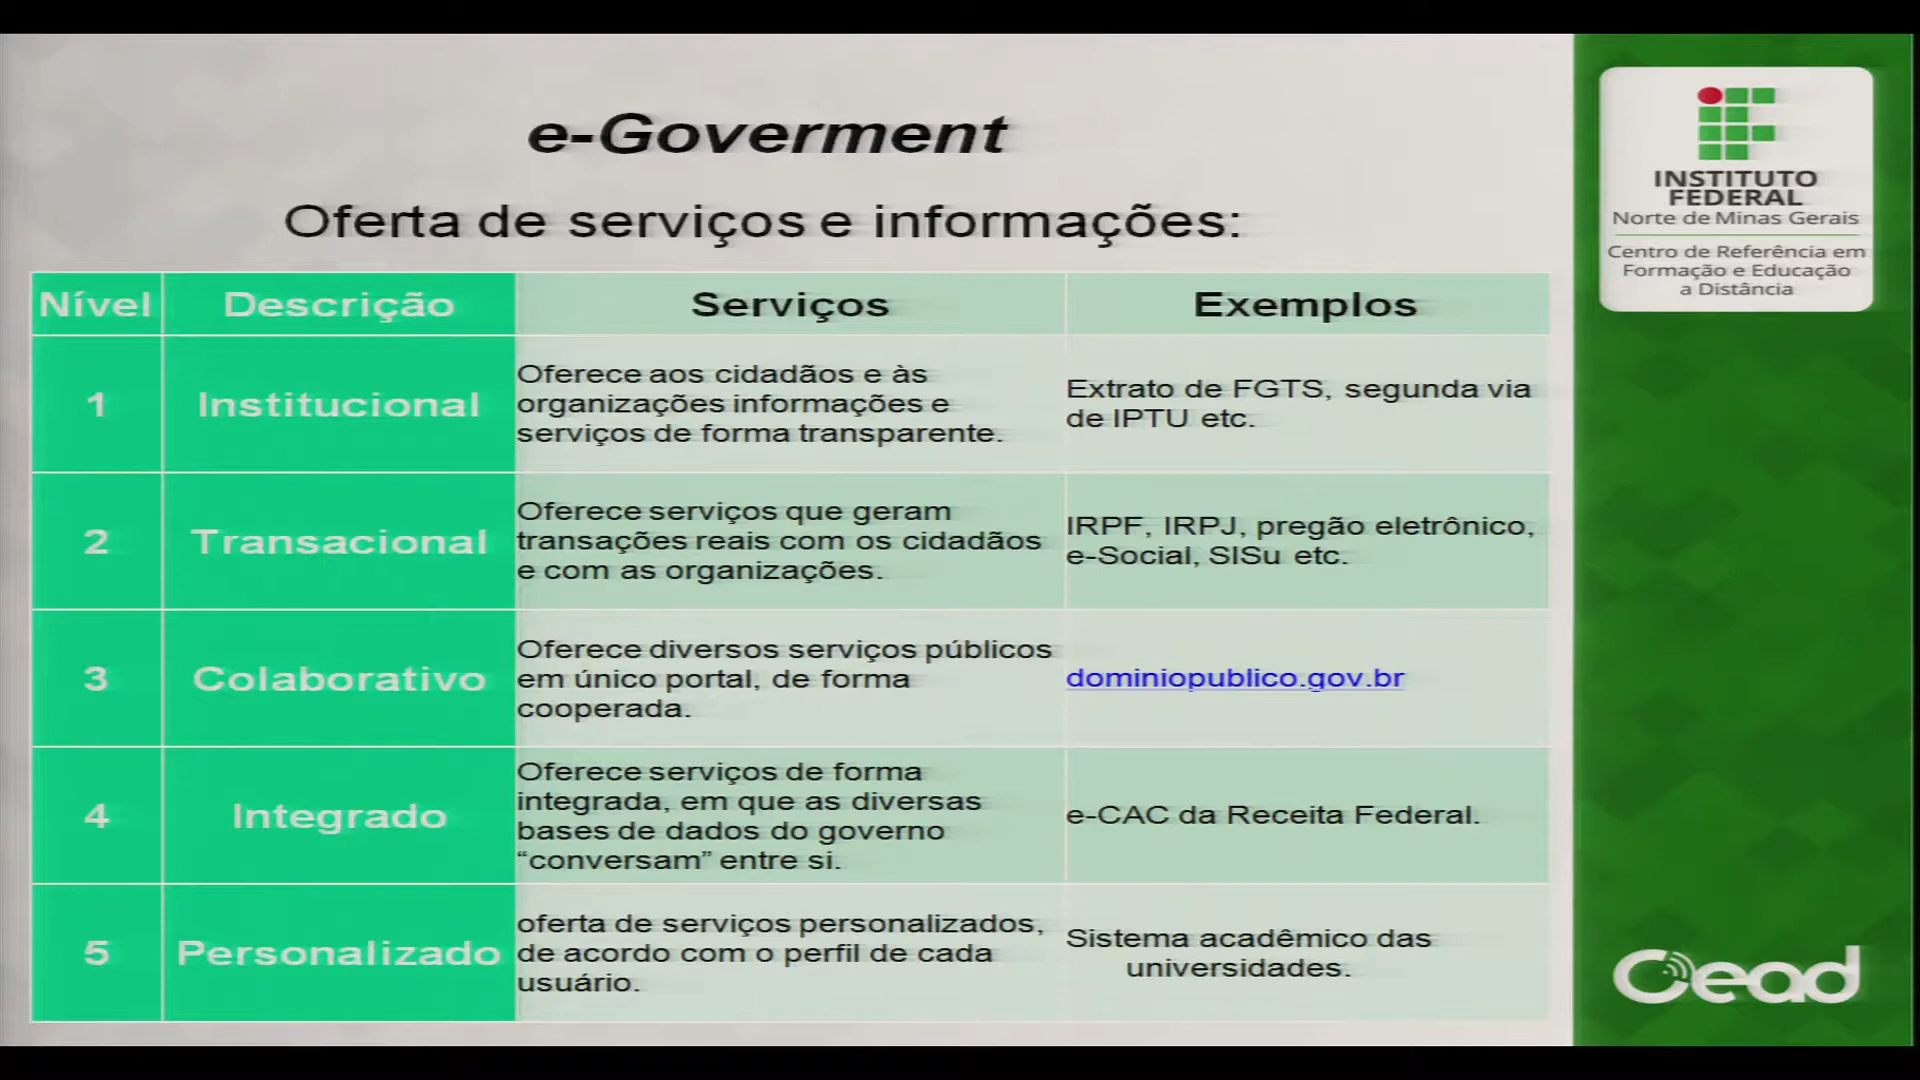 e-Goverment
Oferta de serviços e informações:
Nível Descrição Serviços Exemplos
1 Institucional
Oferece aos cidadãos e às
organizações informações e
serviços de forma transparente.
Extrato de FGTS, segunda via
de IPTU etc.
2 Transacional
Oferece serviços que geram
transações reais com os cidadãos
e com as organizações.
IRPF, IRPJ, pregão eletrônico,
e-Social, SISu etc.
3 Colaborativo
Oferece diversos serviços públicos
em único portal, de forma
cooperada.
dominiopublico.gov.br
4 Integrado
Oferece serviços de forma
integrada, em que as diversas
bases de dados do governo
“conversam” entre si.
e-CAC da Receita Federal.
5 Personalizado
oferta de serviços personalizados,
de acordo com o perfil de cada
usuário.
Sistema acadêmico das
universidades.
INSTITUTO
FEDERAL
Norte de Minas Gerais
Centro de Referência em
Formação e Educação
a Distância
Cead